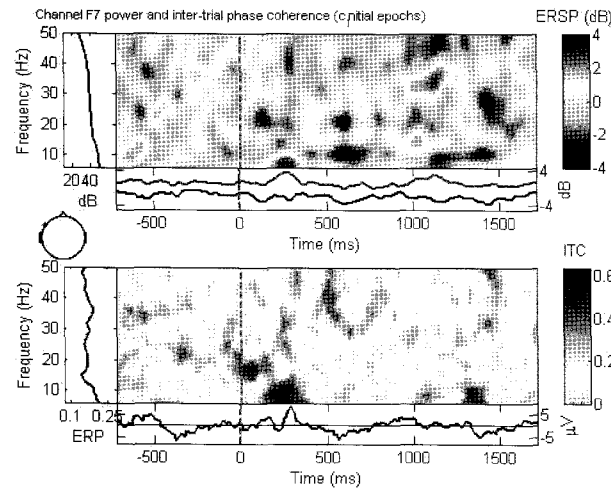 Channel F7 power and inter-trial phase coherence (c,nitial epochs)
ERSP (dB)
50
40
30
20
10
Frequency (Hz)
4
2
0
-2
-4
20 40
dB
4
-4
dB
-500 0 500 1000 1500
Time (ms)
ITC
50
40
30
20
10
Frequency (Hz)
0.6
0.4
0.2
0
0.1 0.25
ERP
5
-5
μV
-500 0 500 1000 1500
Time (ms)